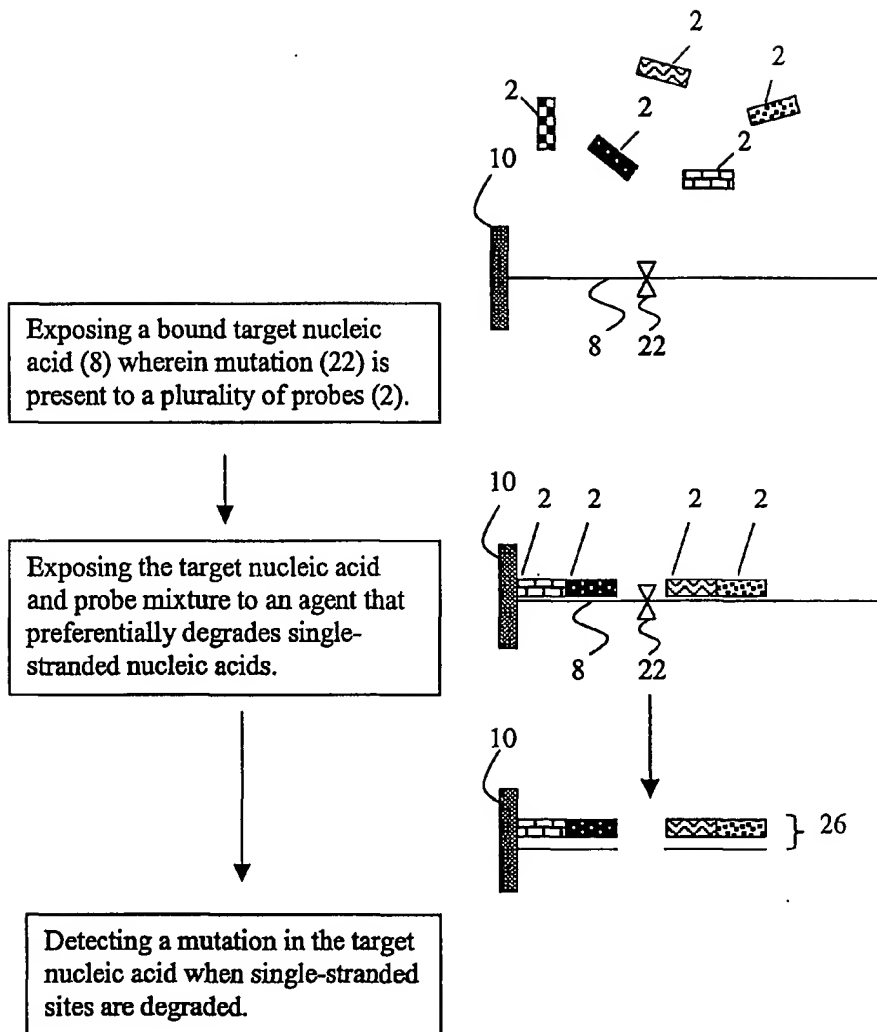 2
2
2
2
2
10
8 22
Exposing a bound target nucleic
acid (8) wherein mutation (22) is
present to a plurality of probes (2).
10 2 2 2 2
Exposing the target nucleic acid
and probe mixture to an agent that
preferentially degrades single-
stranded nucleic acids.
8 22
10
26
Detecting a mutation in the target
nucleic acid when single-stranded
sites are degraded.